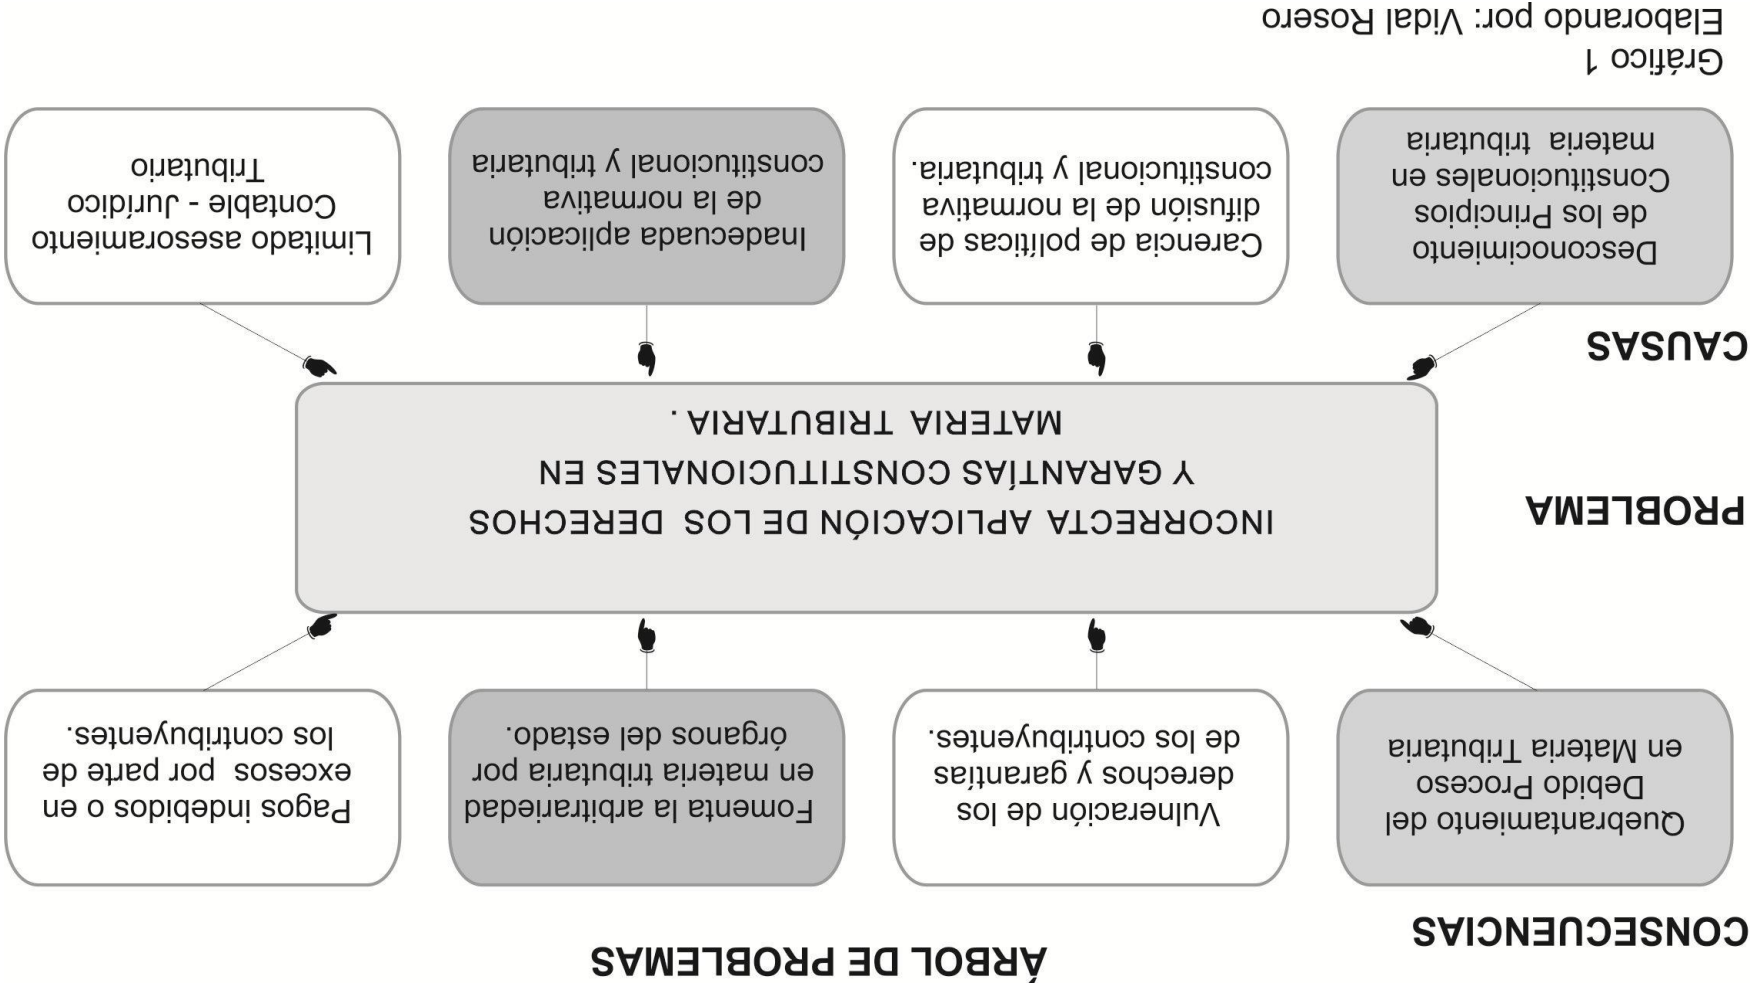 ÁRBOL DE PROBLEMAS
CONSECUENCIAS
Quebrantamiento del
Debido Proceso
en Materia Tributaria
Vulneración de los
derechos y garantías
de los contribuyentes.
Fomenta la arbitrariedad
en materia tributaria por
órganos del estado.
Pagos indebidos o en
excesos por parte de
los contribuyentes.
PROBLEMA
INCORRECTA APLICACIÓN DE LOS DERECHOS
Y GARANTÍAS CONSTITUCIONALES EN
MATERIA TRIBUTARIA .
CAUSAS
Desconocimiento
de los Principios
Constitucionales en
materia tributaria
Carencia de políticas de
difusión de la normativa
constitucional y tributaria.
Inadecuada aplicación
de la normativa
constitucional y tributaria
Limitado asesoramiento
Contable - Jurídico
Tributario
Gráfico 1
Elaborando por: Vidal Rosero